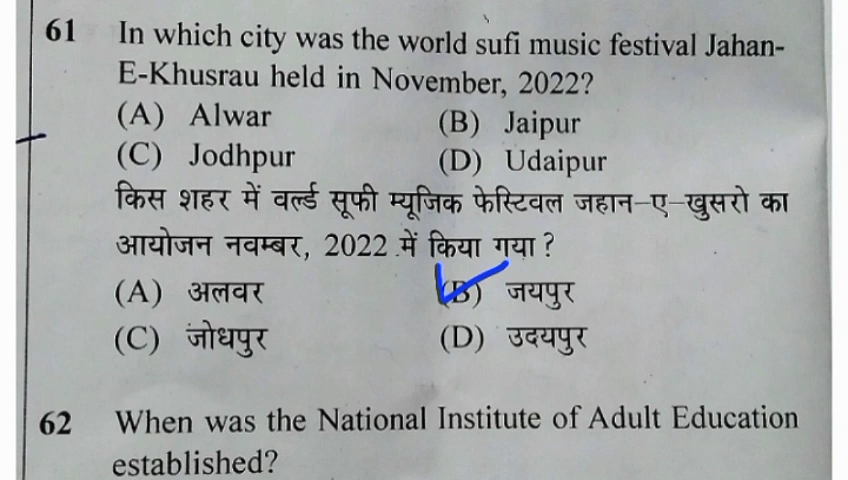 61 In which city was the world sufi music festival Jahan-
E-Khusrau held in November, 2022?
(A) Alwar (B) Jaipur
(C) Jodhpur (D) Udaipur
किस शहर में वर्ल्ड सूफी म्यूजिक फेस्टिवल जहान-ए-खुसरो का
आयोजन नवम्बर, 2022 में किया गया?
(A) अलवर (B) जयपुर
(C) जोधपुर (D) उदयपुर
62 When was the National Institute of Adult Education
established?